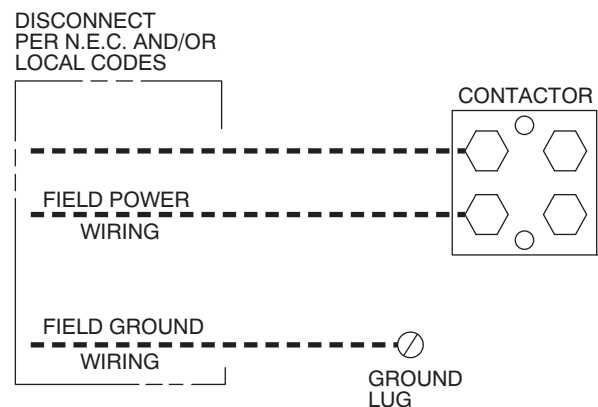 DISCONNECT
PER N.E.C. AND/OR
LOCAL CODES
CONTACTOR
FIELD POWER
WIRING
FIELD GROUND
WIRING
GROUND
LUG